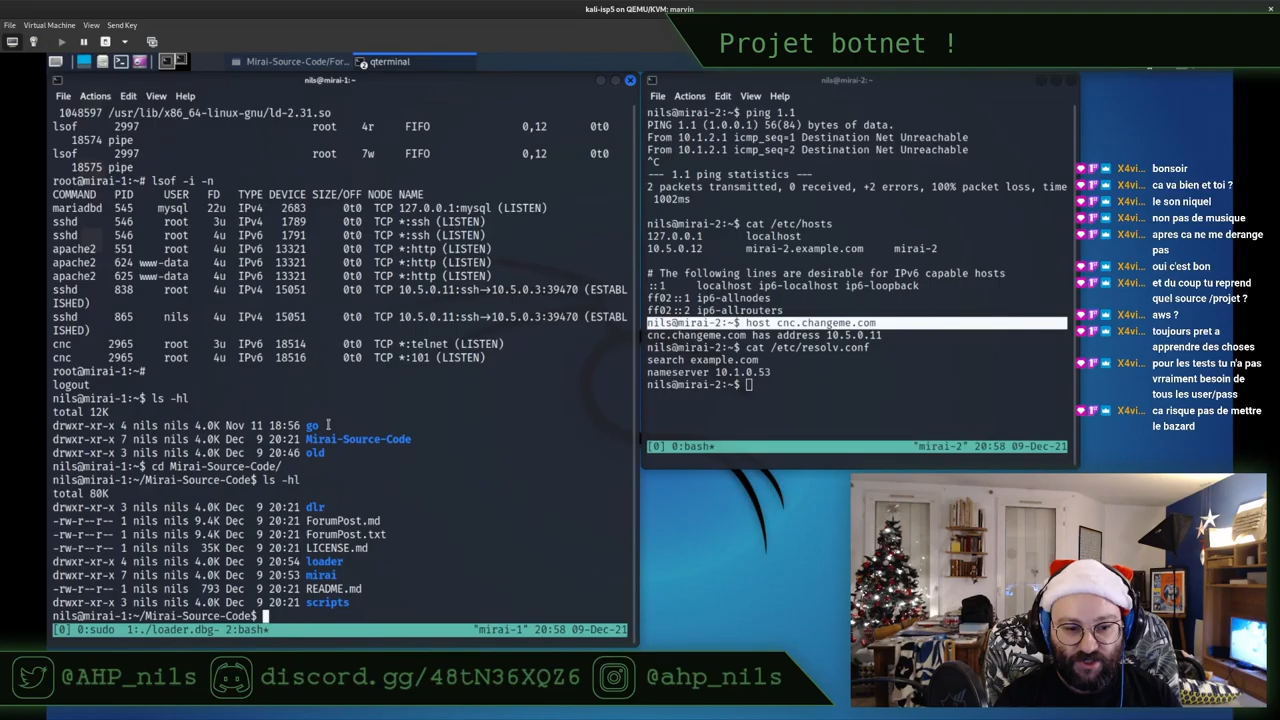 kali-isp5 on QEMU/KVM: marvin
File Virtual Machine View Send Key
Projet botnet !
Mirai-Source-Code/For...
qterminal
nils@mirai-1: ~
File Actions Edit View Help
1048597 /usr/lib/x86_64-linux-gnu/ld-2.31.so
lsof 2997 root 4r FIFO 0,12 0t0
18574 pipe
lsof 2997 root 7w FIFO 0,12 0t0
18575 pipe
root@mirai-1:~# lsof -i -n
COMMAND PID USER FD TYPE DEVICE SIZE/OFF NODE NAME
mariadbd 545 mysql 22u IPv4 2683 0t0 TCP 127.0.0.1:mysql (LISTEN)
sshd 546 root 3u IPv4 1789 0t0 TCP *:ssh (LISTEN)
sshd 546 root 4u IPv6 1791 0t0 TCP *:ssh (LISTEN)
apache2 551 root 4u IPv6 13321 0t0 TCP *:http (LISTEN)
apache2 624 www-data 4u IPv6 13321 0t0 TCP *:http (LISTEN)
apache2 625 www-data 4u IPv6 13321 0t0 TCP *:http (LISTEN)
sshd 838 root 4u IPv4 15051 0t0 TCP 10.5.0.11:ssh→10.5.0.3:39470 (ESTABL
ISHED)
sshd 865 nils 4u IPv4 15051 0t0 TCP 10.5.0.11:ssh→10.5.0.3:39470 (ESTABL
ISHED)
cnc 2965 root 3u IPv6 18514 0t0 TCP *:telnet (LISTEN)
cnc 2965 root 4u IPv6 18516 0t0 TCP *:101 (LISTEN)
root@mirai-1:~#
logout
nils@mirai-1:~$ ls -hl
total 12K
drwxr-xr-x 4 nils nils 4.0K Nov 11 18:56 go
drwxr-xr-x 7 nils nils 4.0K Dec 9 20:21 Mirai-Source-Code
drwxr-xr-x 3 nils nils 4.0K Dec 9 20:46 old
nils@mirai-1:~$ cd Mirai-Source-Code/
nils@mirai-1:~/Mirai-Source-Code$ ls -hl
total 80K
drwxr-xr-x 3 nils nils 4.0K Dec 9 20:21 dlr
-rw-r--r-- 1 nils nils 9.4K Dec 9 20:21 ForumPost.md
-rw-r--r-- 1 nils nils 9.4K Dec 9 20:21 ForumPost.txt
-rw-r--r-- 1 nils nils 35K Dec 9 20:21 LICENSE.md
drwxr-xr-x 4 nils nils 4.0K Dec 9 20:54 loader
drwxr-xr-x 7 nils nils 4.0K Dec 9 20:53 mirai
-rw-r--r-- 1 nils nils 793 Dec 9 20:21 README.md
drwxr-xr-x 3 nils nils 4.0K Dec 9 20:21 scripts
nils@mirai-1:~/Mirai-Source-Code$
[0] 0:sudo 1:./loader.dbg- 2:bash* "mirai-1" 20:58 09-Dec-21
nils@mirai-2: ~
File Actions Edit View Help
nils@mirai-2:~$ ping 1.1
PING 1.1 (1.0.0.1) 56(84) bytes of data.
From 10.1.2.1 icmp_seq=1 Destination Net Unreachable
From 10.1.2.1 icmp_seq=2 Destination Net Unreachable
^C
--- 1.1 ping statistics ---
2 packets transmitted, 0 received, +2 errors, 100% packet loss, time
1002ms
nils@mirai-2:~$ cat /etc/hosts
127.0.0.1 localhost
10.5.0.12 mirai-2.example.com mirai-2
# The following lines are desirable for IPv6 capable hosts
::1 localhost ip6-localhost ip6-loopback
ff02::1 ip6-allnodes
ff02::2 ip6-allrouters
nils@mirai-2:~$ host cnc.changeme.com
cnc.changeme.com has address 10.5.0.11
nils@mirai-2:~$ cat /etc/resolv.conf
search example.com
nameserver 10.1.0.53
nils@mirai-2:~$
[0] 0:bash* "mirai-2" 20:58 09-Dec-21
X4vi... bonsoir
X4vi... ca va bien et toi ?
X4vi... le son niquel
X4vi... non pas de musique
X4vi... apres ca ne me derange
pas
X4vi... oui c'est bon
X4vi... et du coup tu reprend
quel source /projet ?
X4vi... aws ?
X4vi... toujours pret a
apprendre des choses
X4vi... pour les tests tu n'a pas
vrraiment besoin de
tous les user/pass
X4vi... ca risque pas de mettre
le bazard
@AHP_nils
discord.gg/48tN36XQZ6
@ahp_nils